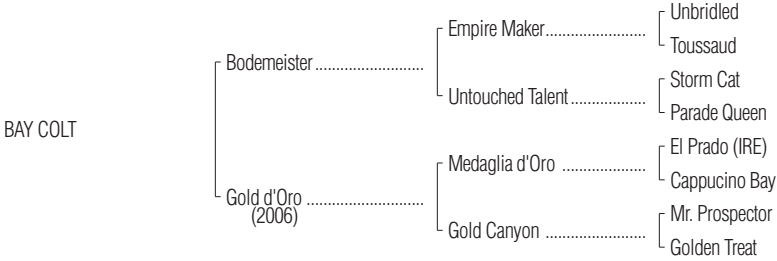 Unbridled
Empire Maker..........................
Toussaud
Bodemeister..........................
Storm Cat
Untouched Talent..................
Parade Queen
BAY COLT
El Prado (IRE)
Medaglia d'Oro ....................
Cappucino Bay
Gold d'Oro ............................
(2006)
Mr. Prospector
Gold Canyon ........................
Golden Treat